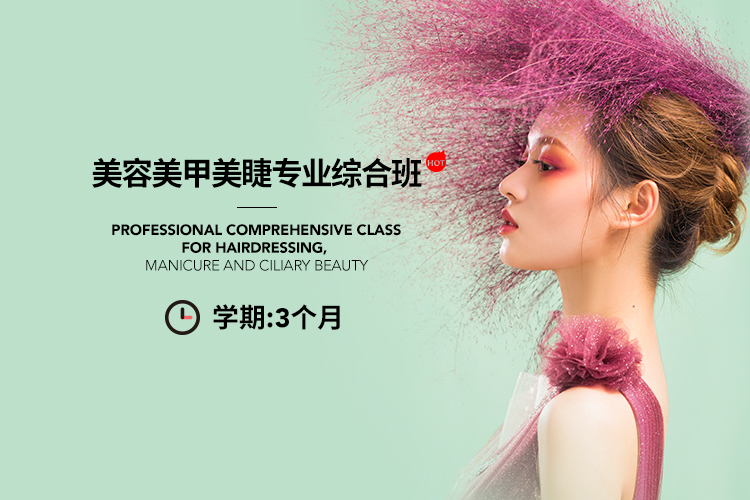 美容美甲美睫专业综合班
HOT
PROFESSIONAL COMPREHENSIVE CLASS
FOR HAIRDRESSING,
MANICURE AND CILIARY BEAUTY
学期:3个月